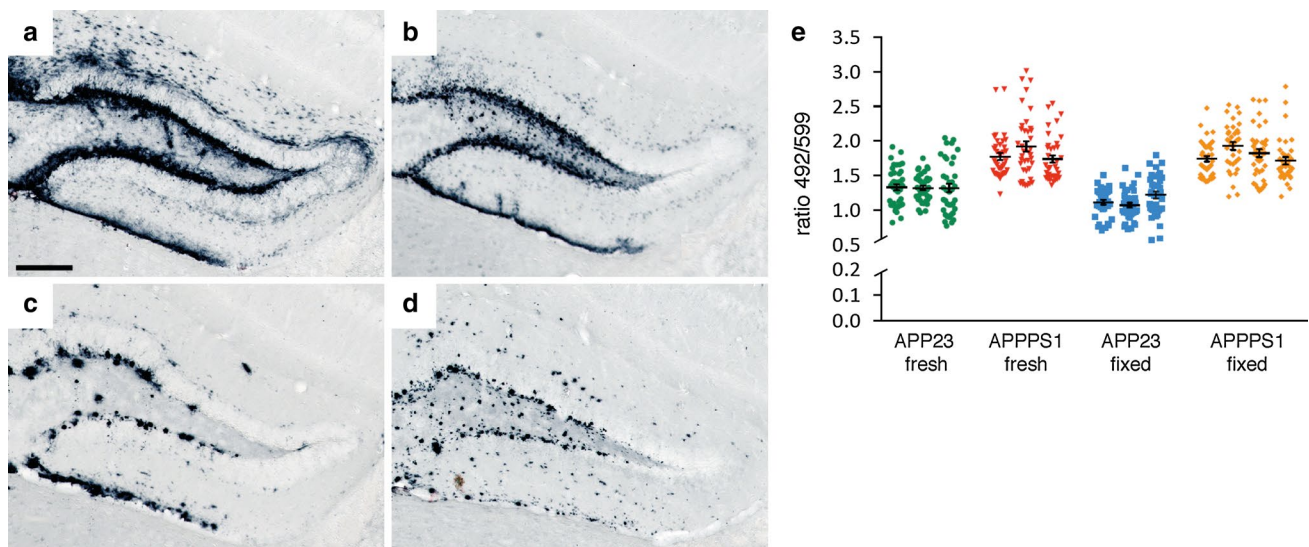 a
b
c
d
e
ratio 492/599
3.5
3.0
2.5
2.0
1.5
1.0
0.5
0.2
0.1
0.0
APP23
fresh
APPPS1
fresh
APP23
fixed
APPPS1
fixed